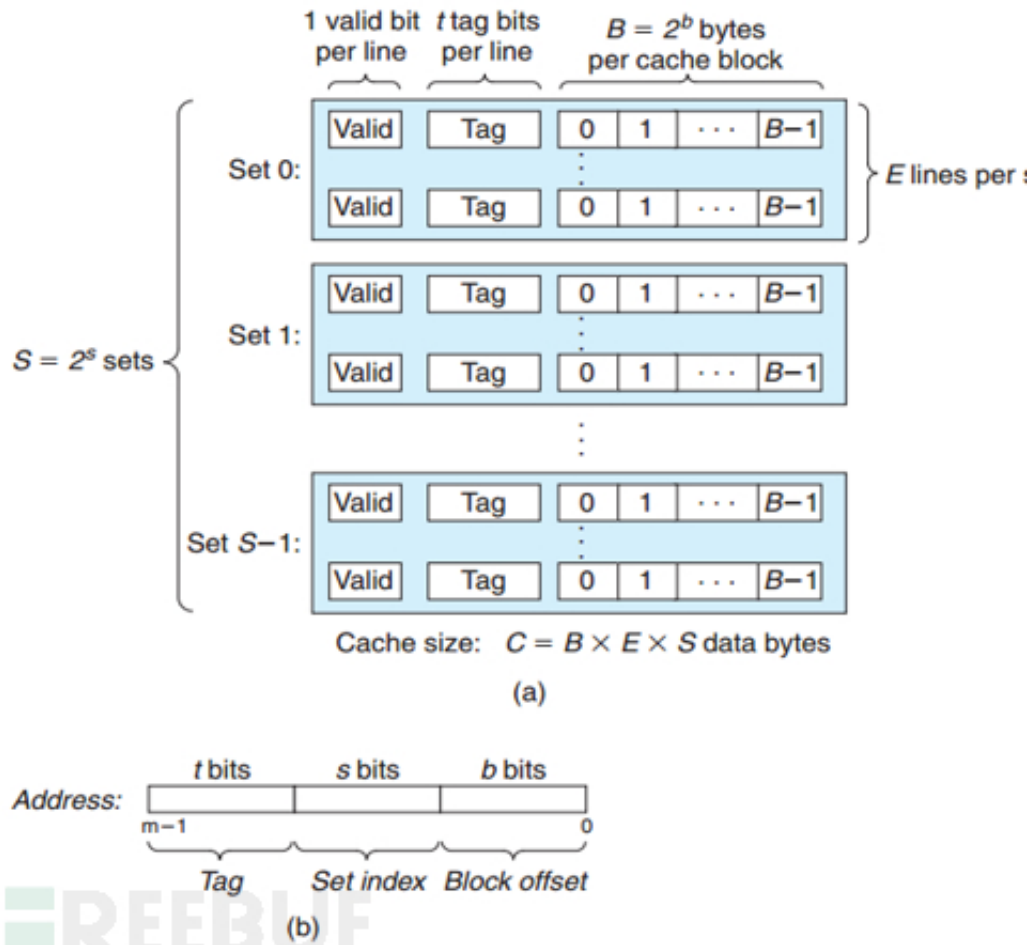 1 valid bit per line
t tag bits per line
B = 2^b bytes per cache block
Set 0:
Valid Tag 0 1 ··· B−1
Valid Tag 0 1 ··· B−1
E lines per s
Set 1:
Valid Tag 0 1 ··· B−1
Valid Tag 0 1 ··· B−1
S = 2^s sets
Set S−1:
Valid Tag 0 1 ··· B−1
Valid Tag 0 1 ··· B−1
Cache size: C = B × E × S data bytes
(a)
t bits s bits b bits
Address:
m−1 0
Tag Set index Block offset
REEBUF
(b)